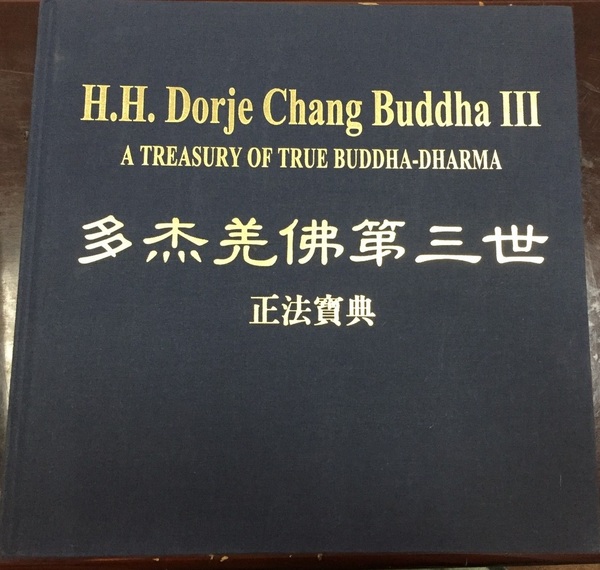 H.H. Dorje Chang Buddha III
A TREASURY OF TRUE BUDDHA-DHARMA
多杰羌佛第三世
正法寶典